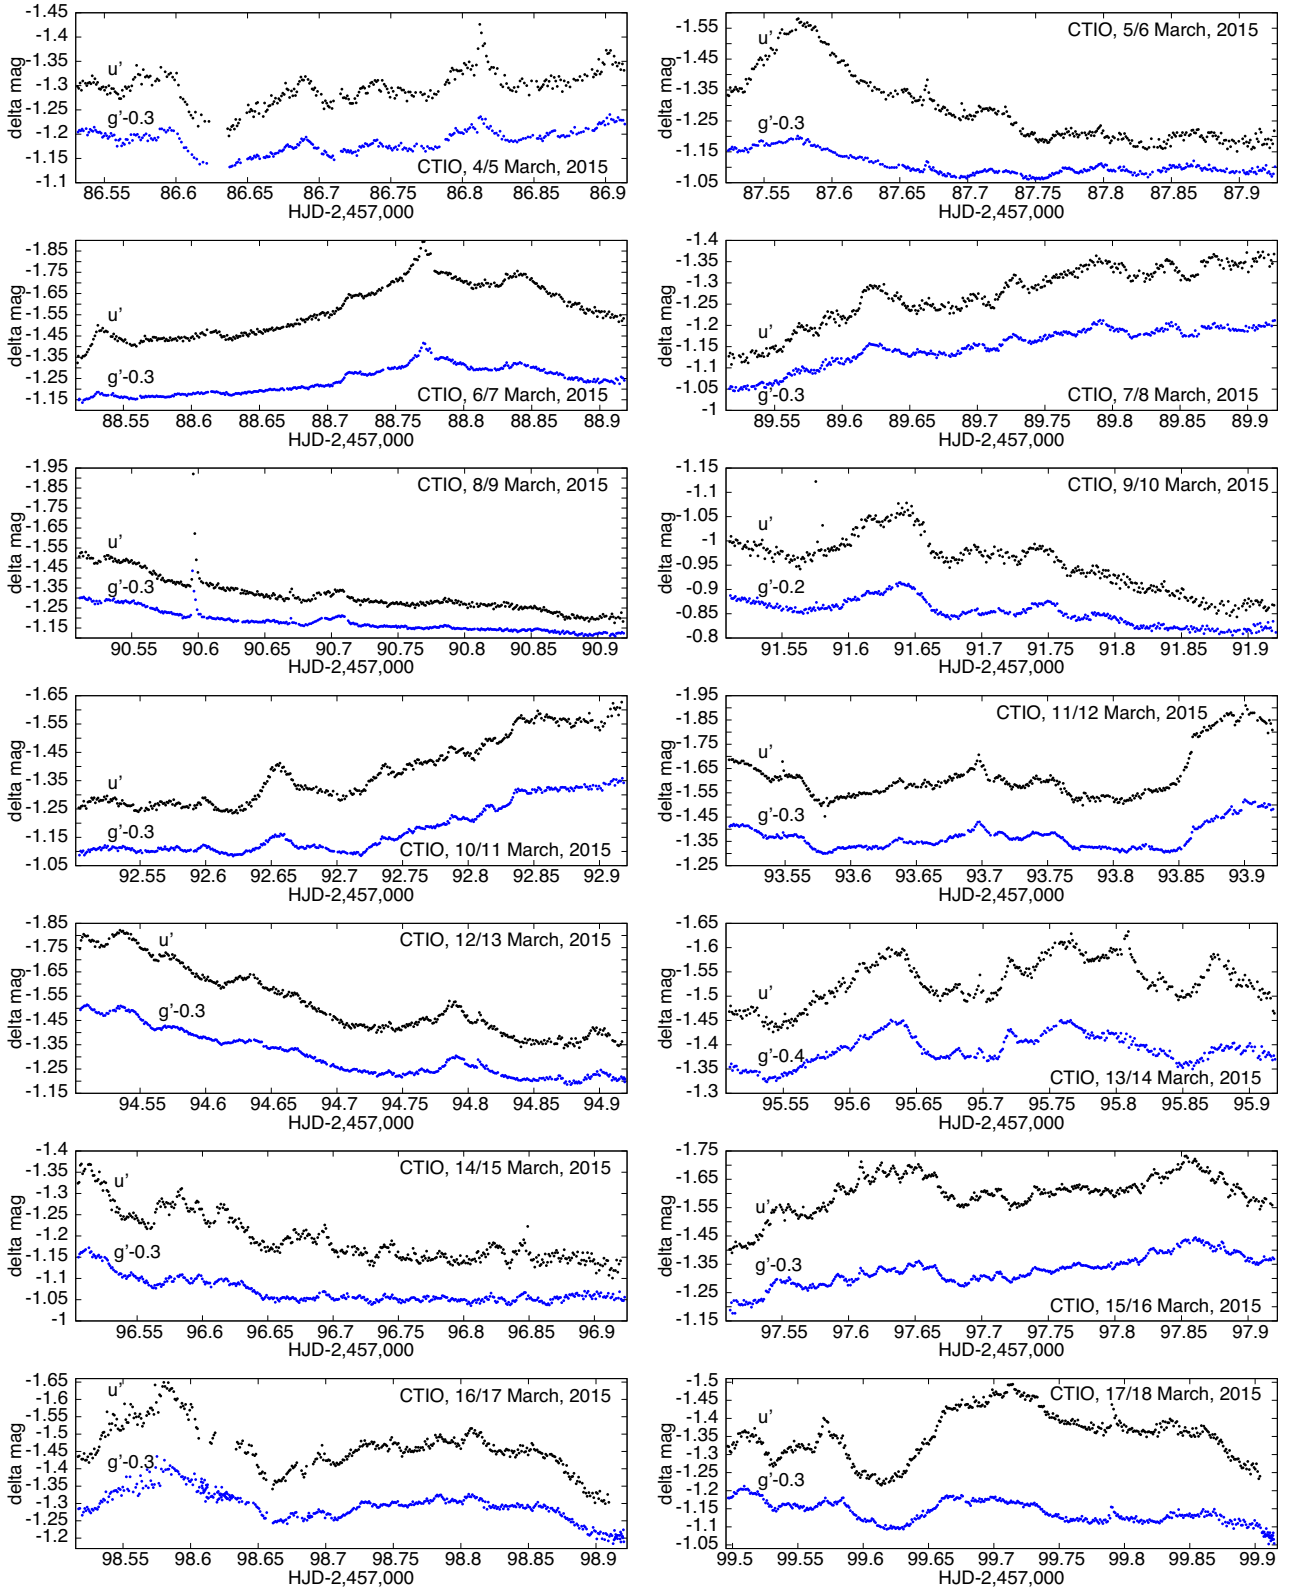 -1.45
-1.4
-1.35
-1.3
-1.25
-1.2
-1.15
-1.1
delta mag
u'
g'-0.3
CTIO, 4/5 March, 2015
86.55 86.6 86.65 86.7 86.75 86.8 86.85 86.9
HJD-2,457,000
-1.55
-1.45
-1.35
-1.25
-1.15
-1.05
delta mag
CTIO, 5/6 March, 2015
u'
g'-0.3
87.55 87.6 87.65 87.7 87.75 87.8 87.85 87.9
HJD-2,457,000
-1.85
-1.75
-1.65
-1.55
-1.45
-1.35
-1.25
-1.15
delta mag
u'
g'-0.3
CTIO, 6/7 March, 2015
88.55 88.6 88.65 88.7 88.75 88.8 88.85 88.9
HJD-2,457,000
-1.4
-1.35
-1.3
-1.25
-1.2
-1.15
-1.1
-1.05
-1
delta mag
u'
g'-0.3
CTIO, 7/8 March, 2015
89.55 89.6 89.65 89.7 89.75 89.8 89.85 89.9
HJD-2,457,000
-1.95
-1.85
-1.75
-1.65
-1.55
-1.45
-1.35
-1.25
-1.15
delta mag
CTIO, 8/9 March, 2015
u'
g'-0.3
90.55 90.6 90.65 90.7 90.75 90.8 90.85 90.9
HJD-2,457,000
-1.15
-1.1
-1.05
-1
-0.95
-0.9
-0.85
-0.8
delta mag
CTIO, 9/10 March, 2015
u'
g'-0.2
91.55 91.6 91.65 91.7 91.75 91.8 91.85 91.9
HJD-2,457,000
-1.65
-1.55
-1.45
-1.35
-1.25
-1.15
-1.05
delta mag
u'
g'-0.3
CTIO, 10/11 March, 2015
92.55 92.6 92.65 92.7 92.75 92.8 92.85 92.9
HJD-2,457,000
-1.95
-1.85
-1.75
-1.65
-1.55
-1.45
-1.35
-1.25
delta mag
CTIO, 11/12 March, 2015
u'
g'-0.3
93.55 93.6 93.65 93.7 93.75 93.8 93.85 93.9
HJD-2,457,000
-1.85
-1.75
-1.65
-1.55
-1.45
-1.35
-1.25
-1.15
delta mag
u'
CTIO, 12/13 March, 2015
g'-0.3
94.55 94.6 94.65 94.7 94.75 94.8 94.85 94.9
HJD-2,457,000
-1.65
-1.6
-1.55
-1.5
-1.45
-1.4
-1.35
-1.3
delta mag
u'
g'-0.4
CTIO, 13/14 March, 2015
95.55 95.6 95.65 95.7 95.75 95.8 95.85 95.9
HJD-2,457,000
-1.4
-1.35
-1.3
-1.25
-1.2
-1.15
-1.1
-1.05
-1
delta mag
CTIO, 14/15 March, 2015
u'
g'-0.3
96.55 96.6 96.65 96.7 96.75 96.8 96.85 96.9
HJD-2,457,000
-1.75
-1.65
-1.55
-1.45
-1.35
-1.25
-1.15
delta mag
u'
g'-0.3
CTIO, 15/16 March, 2015
97.55 97.6 97.65 97.7 97.75 97.8 97.85 97.9
HJD-2,457,000
-1.65
-1.6
-1.55
-1.5
-1.45
-1.4
-1.35
-1.3
-1.25
-1.2
delta mag
u'
CTIO, 16/17 March, 2015
g'-0.3
98.55 98.6 98.65 98.7 98.75 98.8 98.85 98.9
HJD-2,457,000
-1.5
-1.45
-1.4
-1.35
-1.3
-1.25
-1.2
-1.15
-1.1
-1.05
delta mag
CTIO, 17/18 March, 2015
u'
g'-0.3
99.5 99.55 99.6 99.65 99.7 99.75 99.8 99.85 99.9
HJD-2,457,000